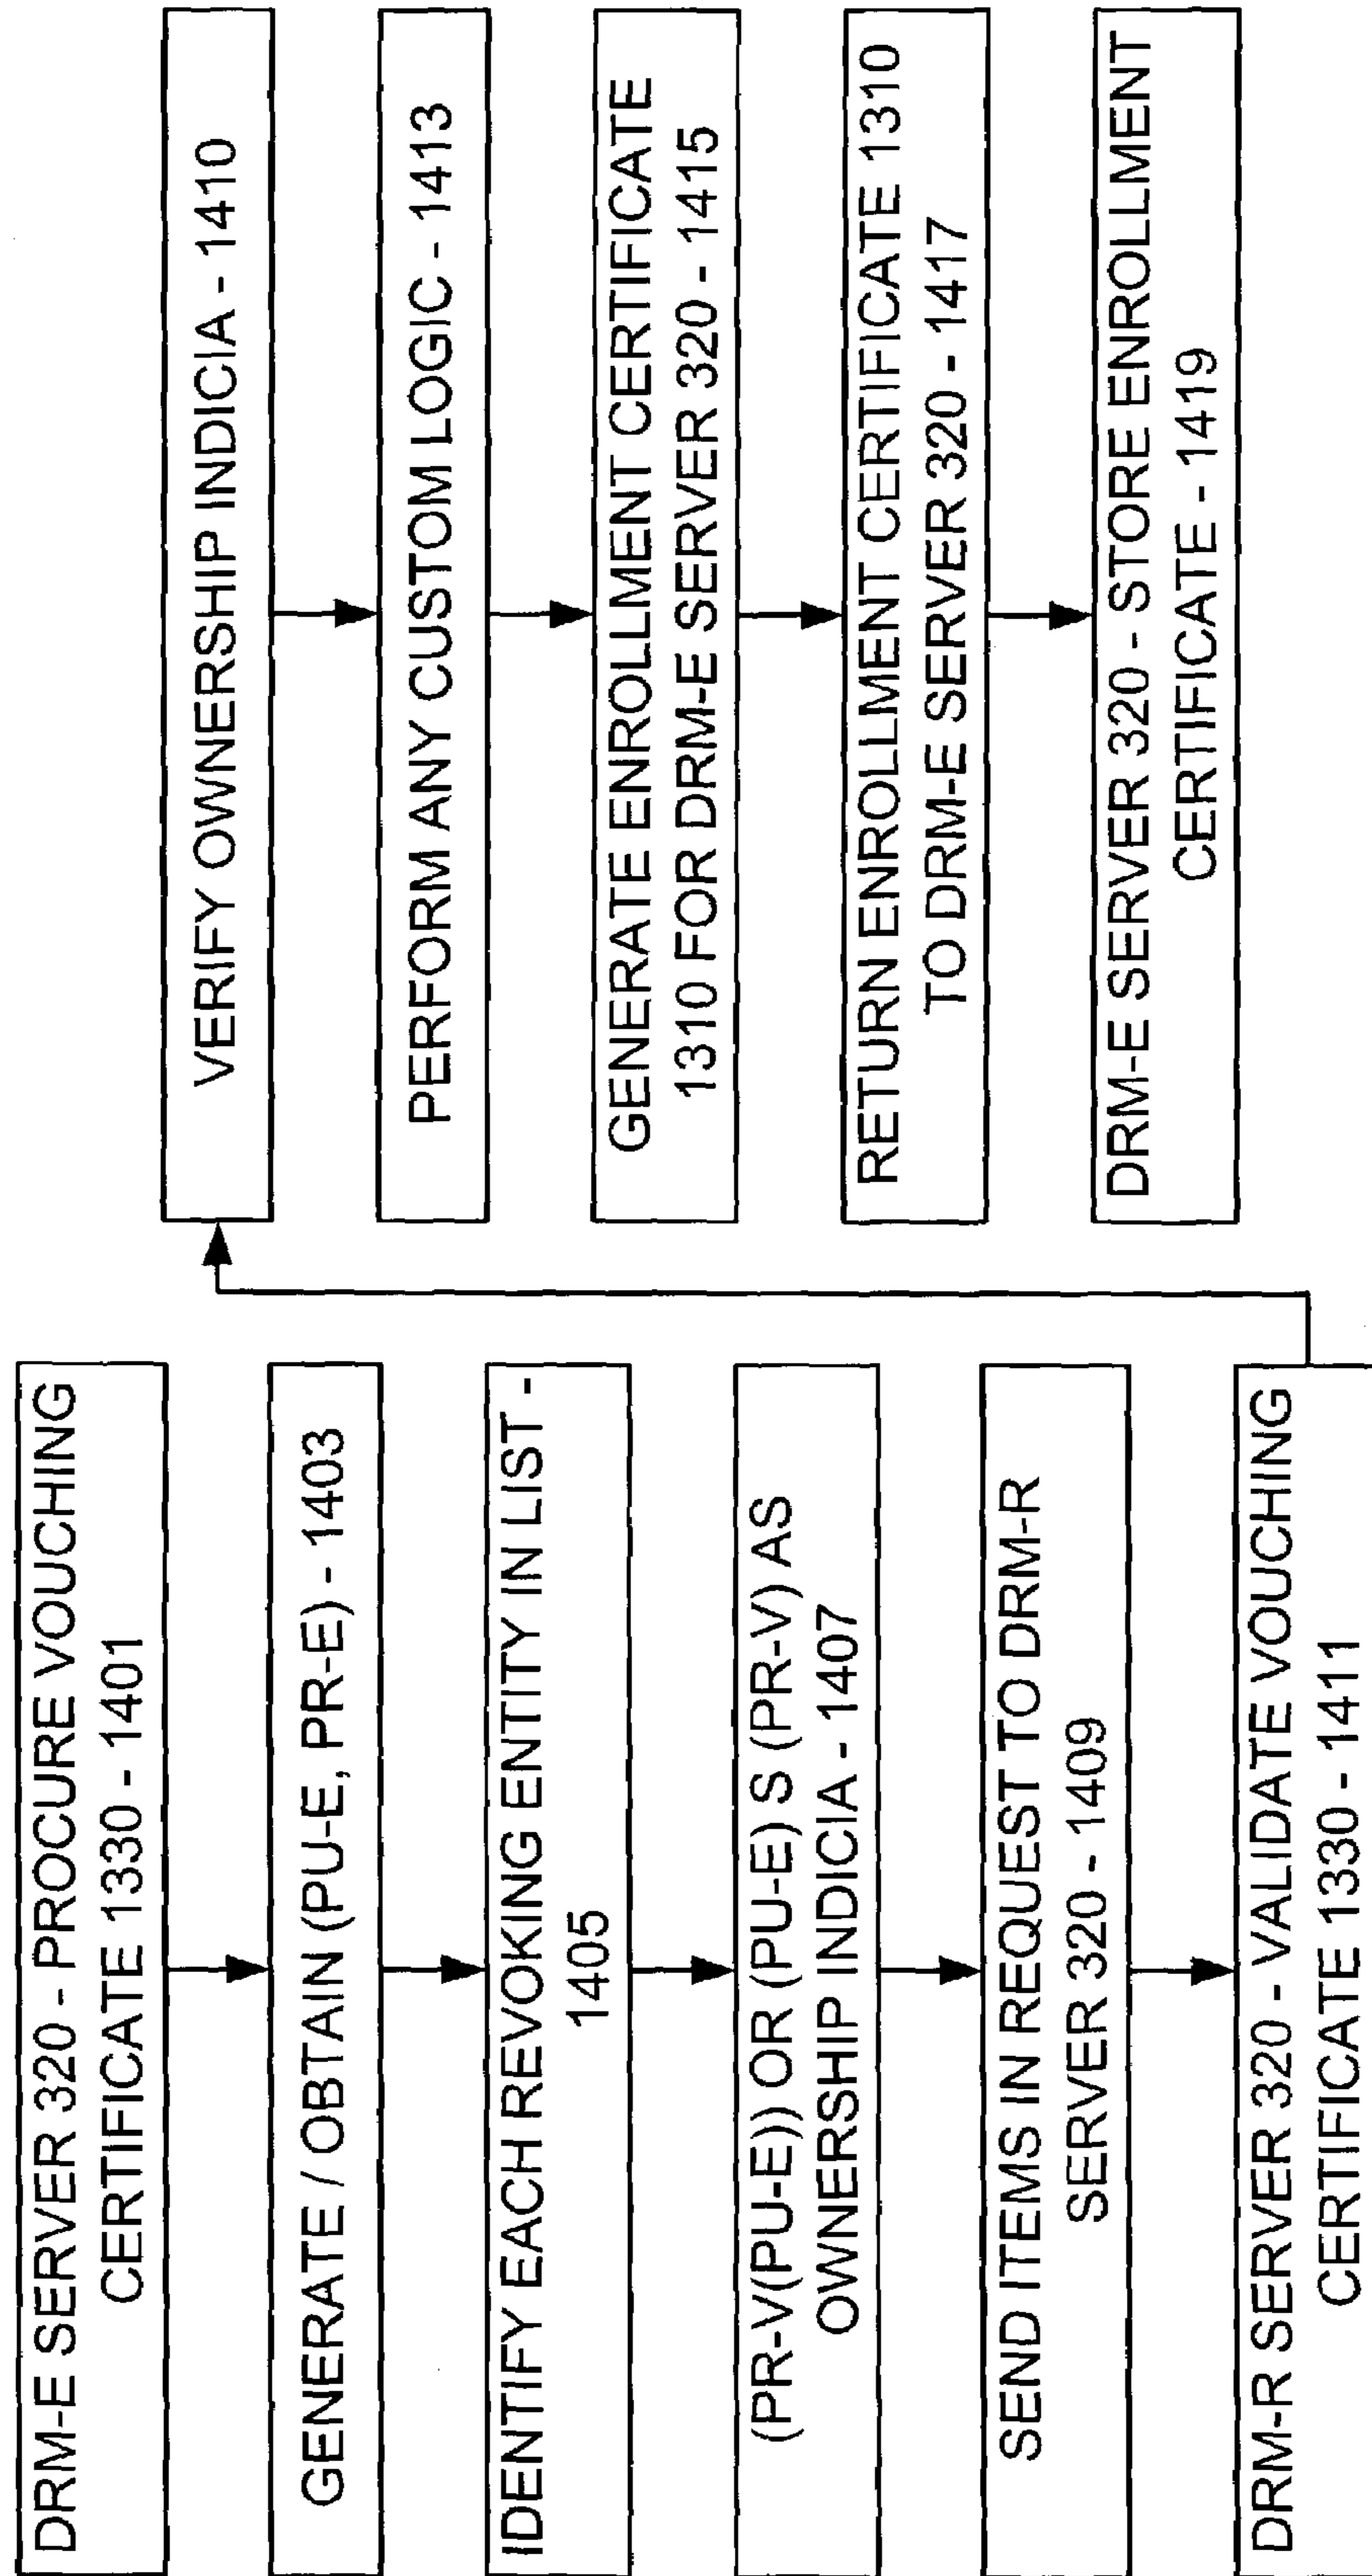 DRM-E SERVER 320 - PROCURE VOUCHING
CERTIFICATE 1330 - 1401
GENERATE / OBTAIN (PU-E, PR-E) - 1403
IDENTIFY EACH REVOKING ENTITY IN LIST -
1405
(PR-V(PU-E)) OR (PU-E) S (PR-V) AS
OWNERSHIP INDICIA - 1407
SEND ITEMS IN REQUEST TO DRM-R
SERVER 320 - 1409
DRM-R SERVER 320 - VALIDATE VOUCHING
CERTIFICATE 1330 - 1411
VERIFY OWNERSHIP INDICIA - 1410
PERFORM ANY CUSTOM LOGIC - 1413
GENERATE ENROLLMENT CERTIFICATE
1310 FOR DRM-E SERVER 320 - 1415
RETURN ENROLLMENT CERTIFICATE 1310
TO DRM-E SERVER 320 - 1417
DRM-E SERVER 320 - STORE ENROLLMENT
CERTIFICATE - 1419